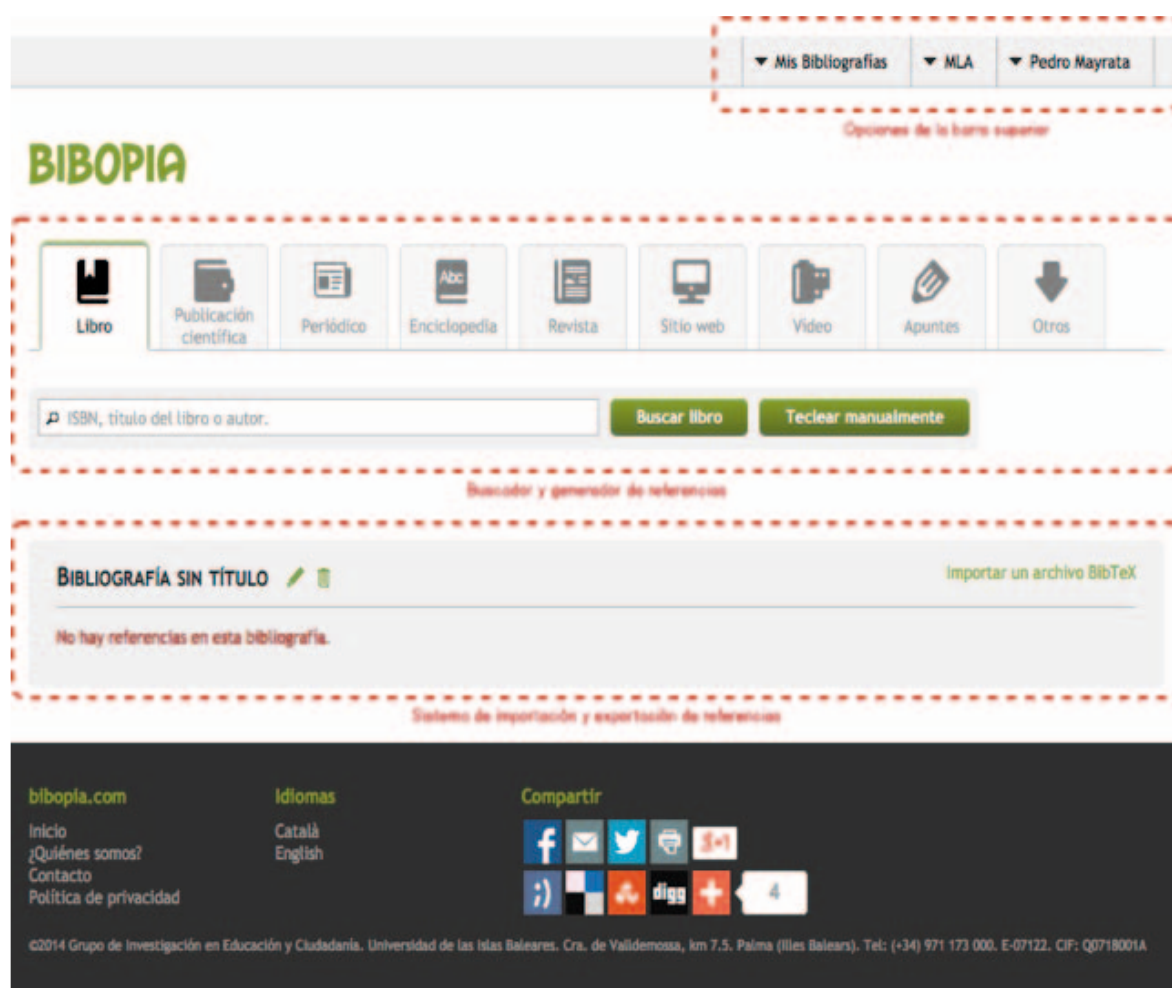 Mis Bibliografías MLA Pedro Mayrata
Opciones de la barra superior
BIBOPIA
Libro
Publicación
científica
Periódico
Abc
Enciclopedia
Revista
Sitio web
Video
Apuntes
Otros
ISBN, título del libro o autor.
Buscar libro
Teclear manualmente
Buscador y generador de referencias
BIBLIOGRAFÍA SIN TÍTULO
Importar un archivo BibTeX
No hay referencias en esta bibliografía.
Sistema de importación y exportación de referencias
bibopia.com
Inicio
¿Quiénes somos?
Contacto
Política de privacidad
Idiomas
Català
English
Compartir
f
+1
;)
digg
4
©2014 Grupo de Investigación en Educación y Ciudadanía. Universidad de las Islas Baleares. Cra. de Valldemossa, km 7.5. Palma (Illes Balears). Tel: (+34) 971 173 000. E-07122. CIF: Q0718001A